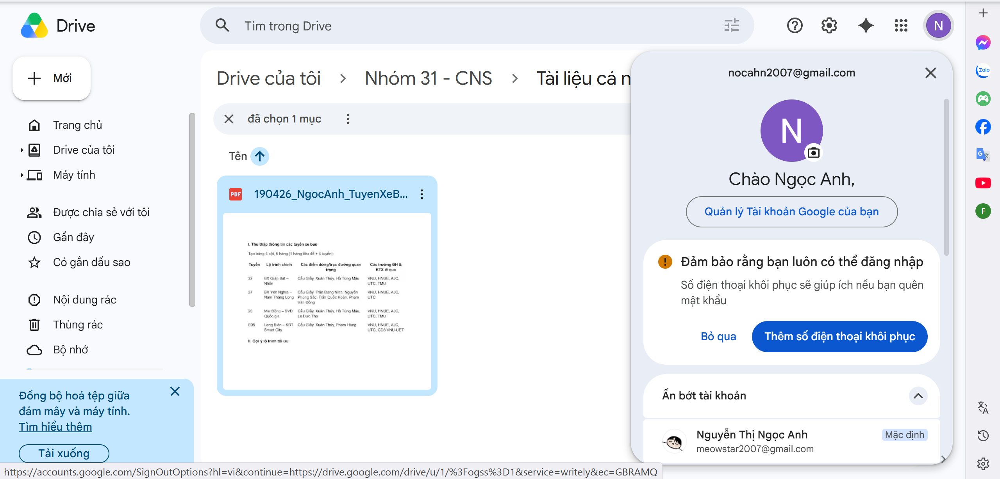 Drive
Tìm trong Drive
N
Mới
Trang chủ
Drive của tôi
Máy tính
Được chia sẻ với tôi
Gần đây
Có gắn dấu sao
Nội dung rác
Thùng rác
Bộ nhớ
Đồng bộ hoá tệp giữa
đám mây và máy tính.
Tìm hiểu thêm
Tải xuống
Drive của tôi
Nhóm 31 - CNS
Tài liệu cá n
đã chọn 1 mục
Tên
PDF
190426_NgocAnh_TuyenXeB...
I. Thu thập thông tin các tuyến xe bus
Tạo bảng 4 cột, 5 hàng (1 hàng tiêu đề + 4 tuyến):
Tuyến Lộ trình chính Các điểm dừng/trục đường quan trọng Các trường ĐH & KTX đi qua
32 BX Giáp Bát – Nhổn Cầu Giấy, Xuân Thủy, Hồ Tùng Mậu VNU, HNUE, AJC, UTC, TMU
27 BX Yên Nghĩa – Nam Thăng Long Cầu Giấy, Trần Đăng Ninh, Nguyễn Phong Sắc, Trần Quốc Hoàn, Phạm Văn Đồng VNU, HNUE, AJC, UTC
26 Mai Động – SVĐ Quốc gia Cầu Giấy, Xuân Thủy, Hồ Tùng Mậu, Lê Đức Thọ VNU, HNUE, AJC, UTC, TMU
E05 Long Biên – KĐT Smart City Cầu Giấy, Xuân Thủy, Phạm Hùng VNU, HNUE, AJC, UTC, GD3 VNU-UET
II. Gợi ý lộ trình tối ưu
nocahn2007@gmail.com
N
Chào Ngọc Anh,
Quản lý Tài khoản Google của bạn
Đảm bảo rằng bạn luôn có thể đăng nhập
Số điện thoại khôi phục sẽ giúp ích nếu bạn quên
mật khẩu
Bỏ qua
Thêm số điện thoại khôi phục
Ẩn bớt tài khoản
Nguyễn Thị Ngọc Anh
Mặc định
meowstar2007@gmail.com
Zalo
G
F
https://accounts.google.com/SignOutOptions?hl=vi&continue=https://drive.google.com/drive/u/1/%3Fogss%3D1&service=writely&ec=GBRAMQ